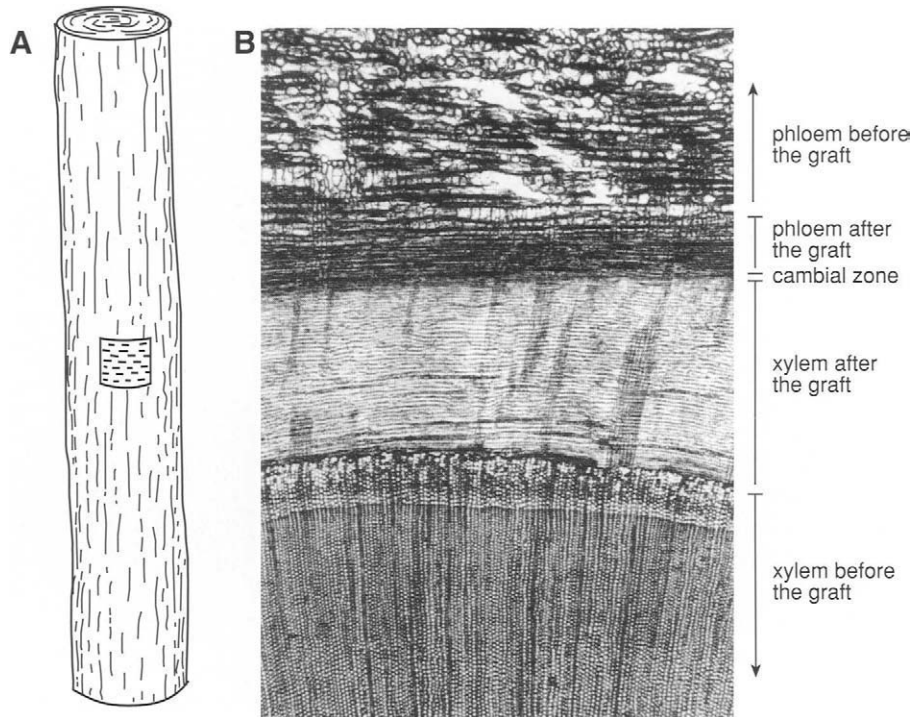 A
B
phloem before
the graft
phloem after
the graft
cambial zone
xylem after
the graft
xylem before
the graft